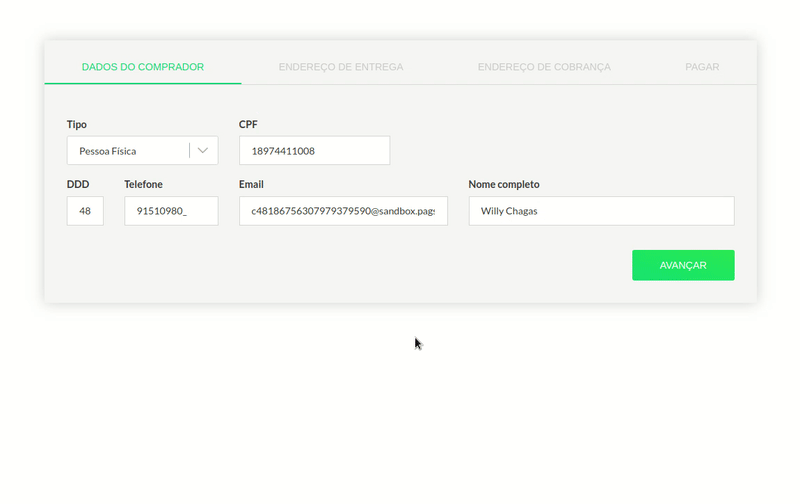 DADOS DO COMPRADOR ENDEREÇO DE ENTREGA ENDEREÇO DE COBRANÇA PAGAR
Tipo CPF
Pessoa Física 18974411008
DDD Telefone Email Nome completo
48 91510980_ c48186756307979379590@sandbox.pags Willy Chagas
AVANÇAR